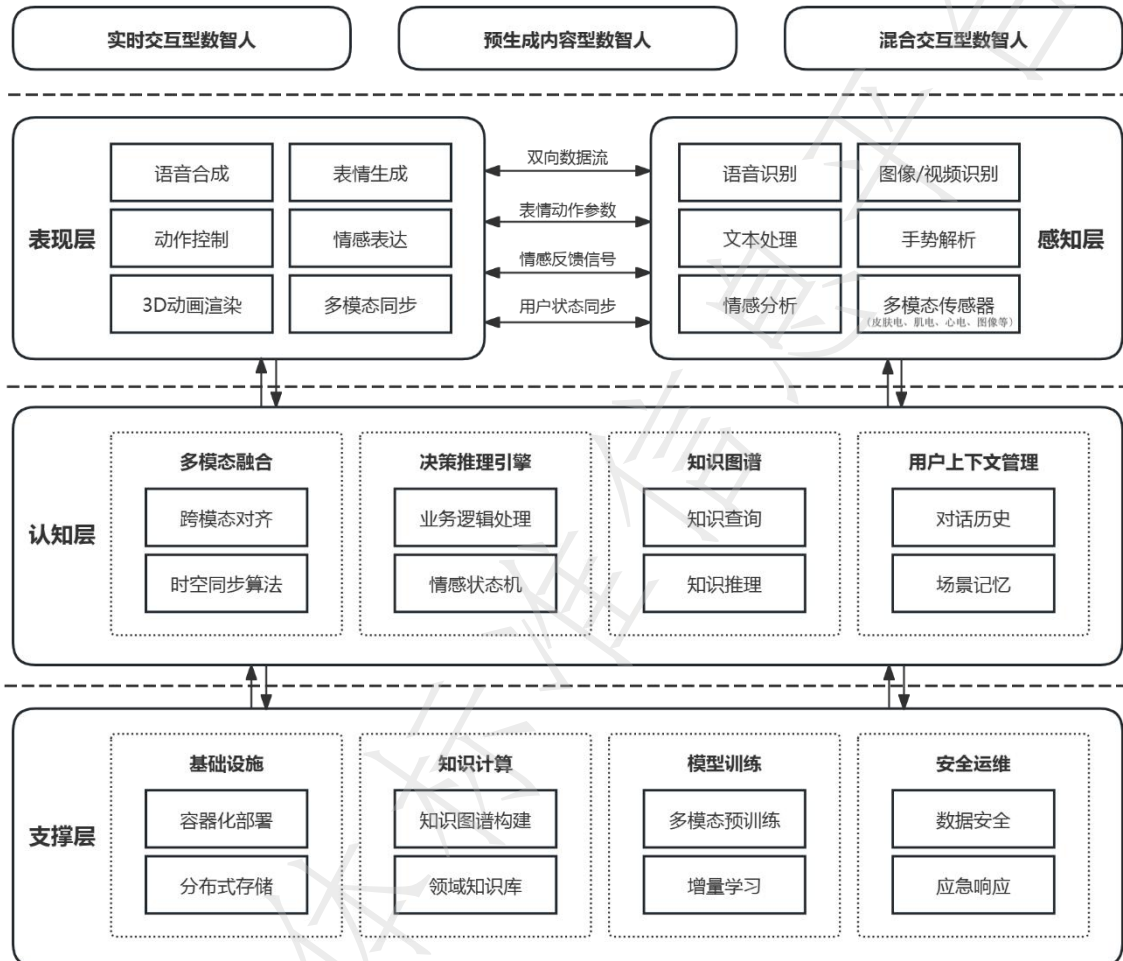 实时交互型数智人
预生成内容型数智人
混合交互型数智人
表现层
语音合成
表情生成
动作控制
情感表达
3D动画渲染
多模态同步
双向数据流
表情动作参数
情感反馈信号
用户状态同步
感知层
语音识别
图像/视频识别
文本处理
手势解析
情感分析
多模态传感器
（皮肤电、肌电、心电、图像等）
认知层
多模态融合
跨模态对齐
时空同步算法
决策推理引擎
业务逻辑处理
情感状态机
知识图谱
知识查询
知识推理
用户上下文管理
对话历史
场景记忆
支撑层
基础设施
容器化部署
分布式存储
知识计算
知识图谱构建
领域知识库
模型训练
多模态预训练
增量学习
安全运维
数据安全
应急响应
体标准信息平台